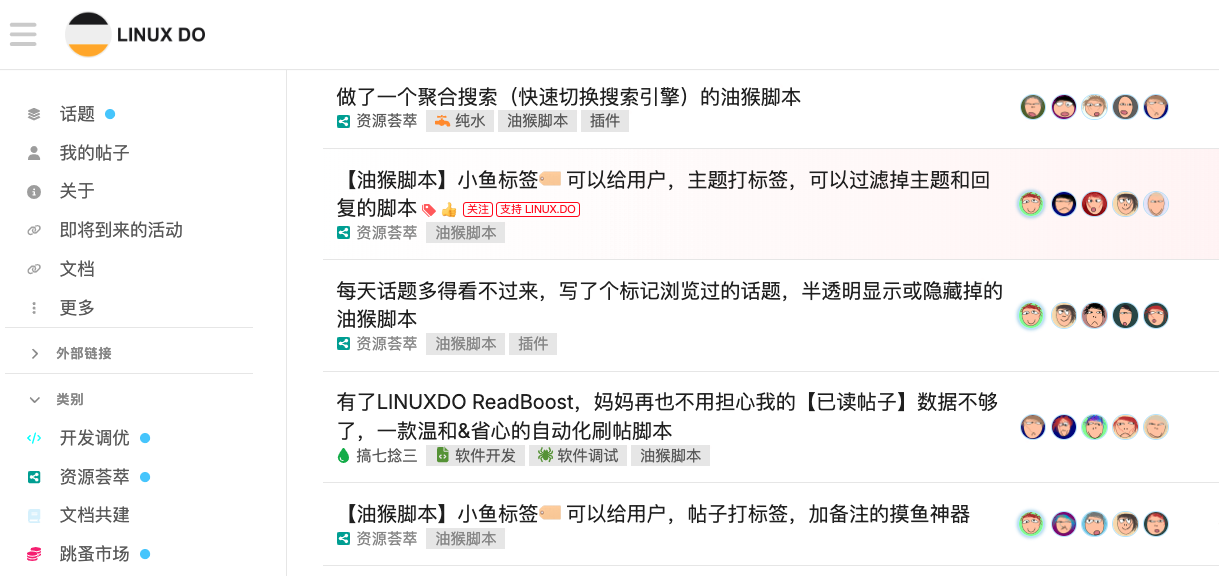 LINUX DO
话题
我的帖子
关于
即将到来的活动
文档
更多
外部链接
类别
开发调优
资源荟萃
文档共建
跳蚤市场
做了一个聚合搜索（快速切换搜索引擎）的油猴脚本
资源荟萃 纯水 油猴脚本 插件
【油猴脚本】小鱼标签🏷️ 可以给用户，主题打标签，可以过滤掉主题和回
复的脚本 🏷️ 👍 关注 支持 LINUX.DO
资源荟萃 油猴脚本
每天话题多得看不过来，写了个标记浏览过的话题，半透明显示或隐藏掉的
油猴脚本
资源荟萃 油猴脚本 插件
有了LINUXDO ReadBoost，妈妈再也不用担心我的【已读帖子】数据不够
了，一款温和&省心的自动化刷帖脚本
搞七捻三 软件开发 软件调试 油猴脚本
【油猴脚本】小鱼标签🏷️ 可以给用户，帖子打标签，加备注的摸鱼神器
资源荟萃 油猴脚本